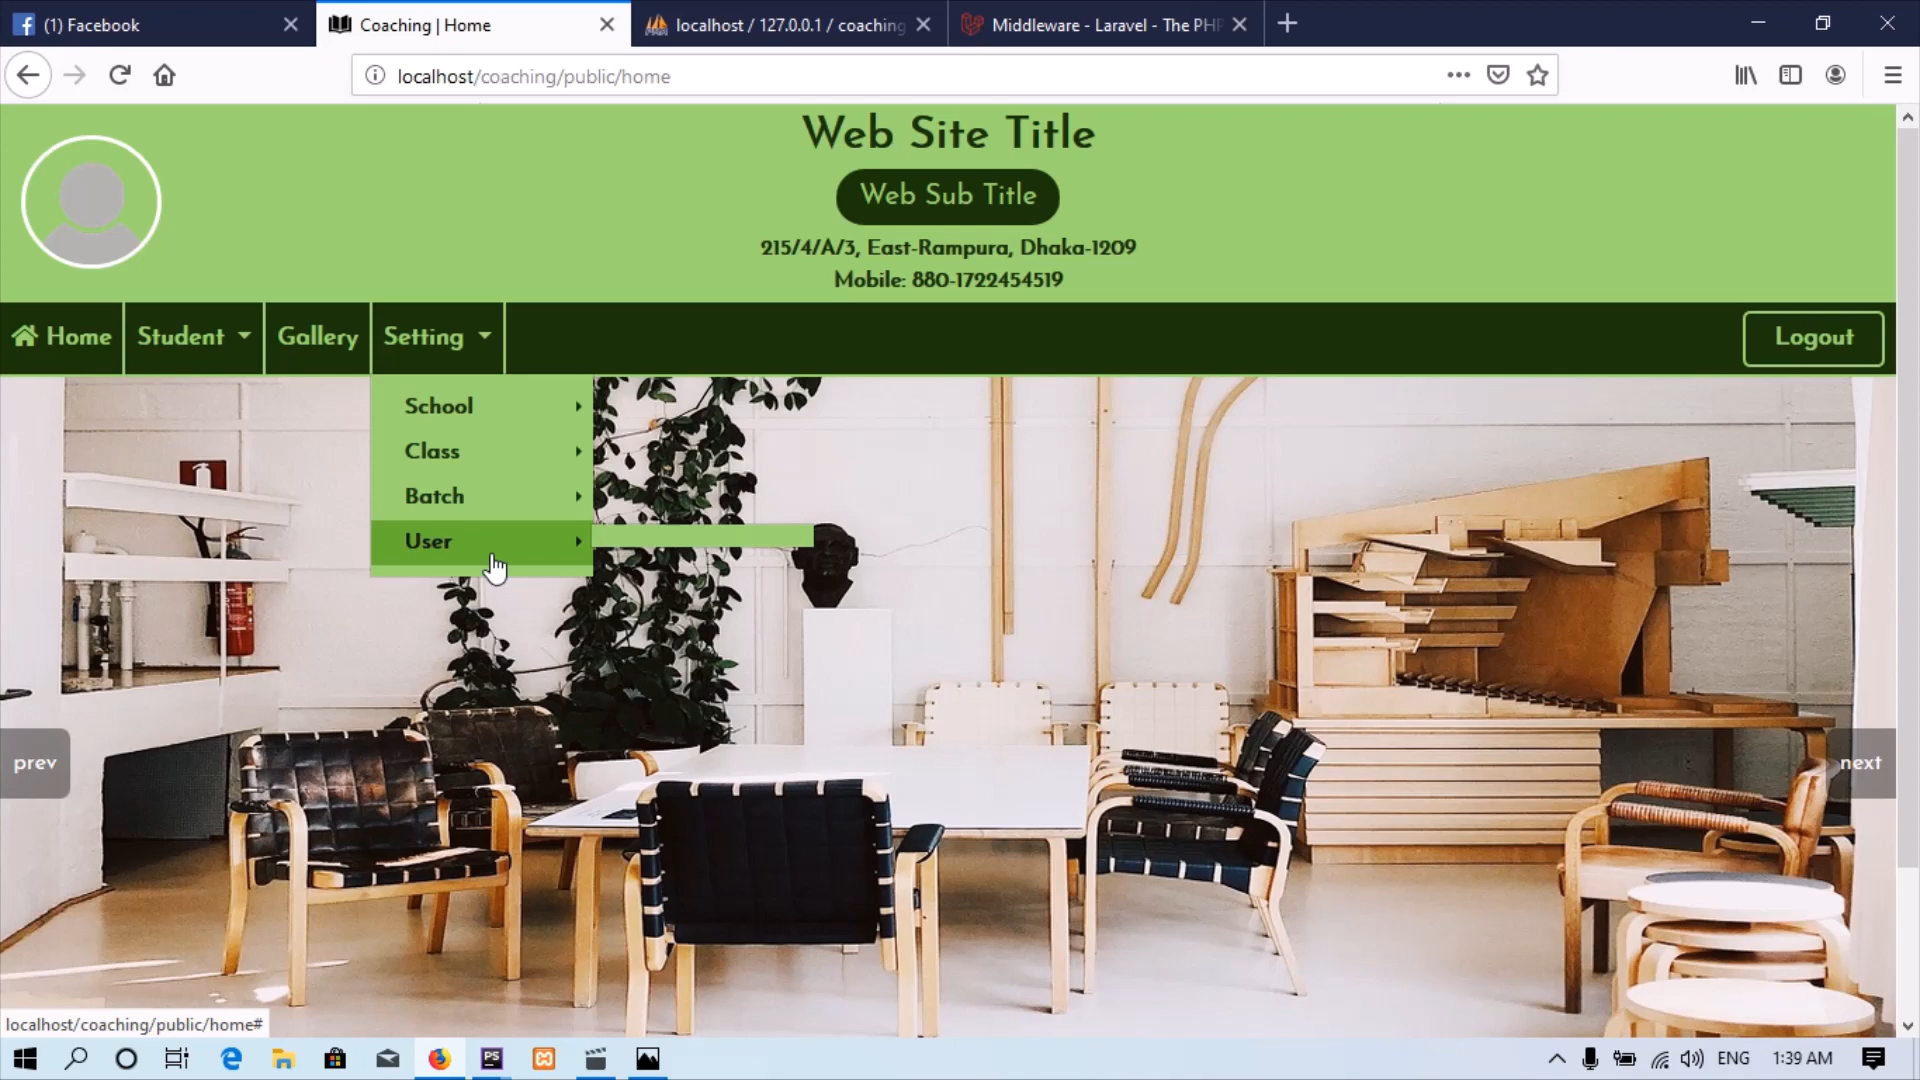 (1) Facebook
Coaching | Home
localhost / 127.0.0.1 / coaching
Middleware - Laravel - The PHP
localhost/coaching/public/home
Web Site Title
Web Sub Title
215/4/A/3, East-Rampura, Dhaka-1209
Mobile: 880-1722454519
Home
Student
Gallery
Setting
Logout
School
Class
Batch
User
prev
next
localhost/coaching/public/home#
PS
ENG
1:39 AM